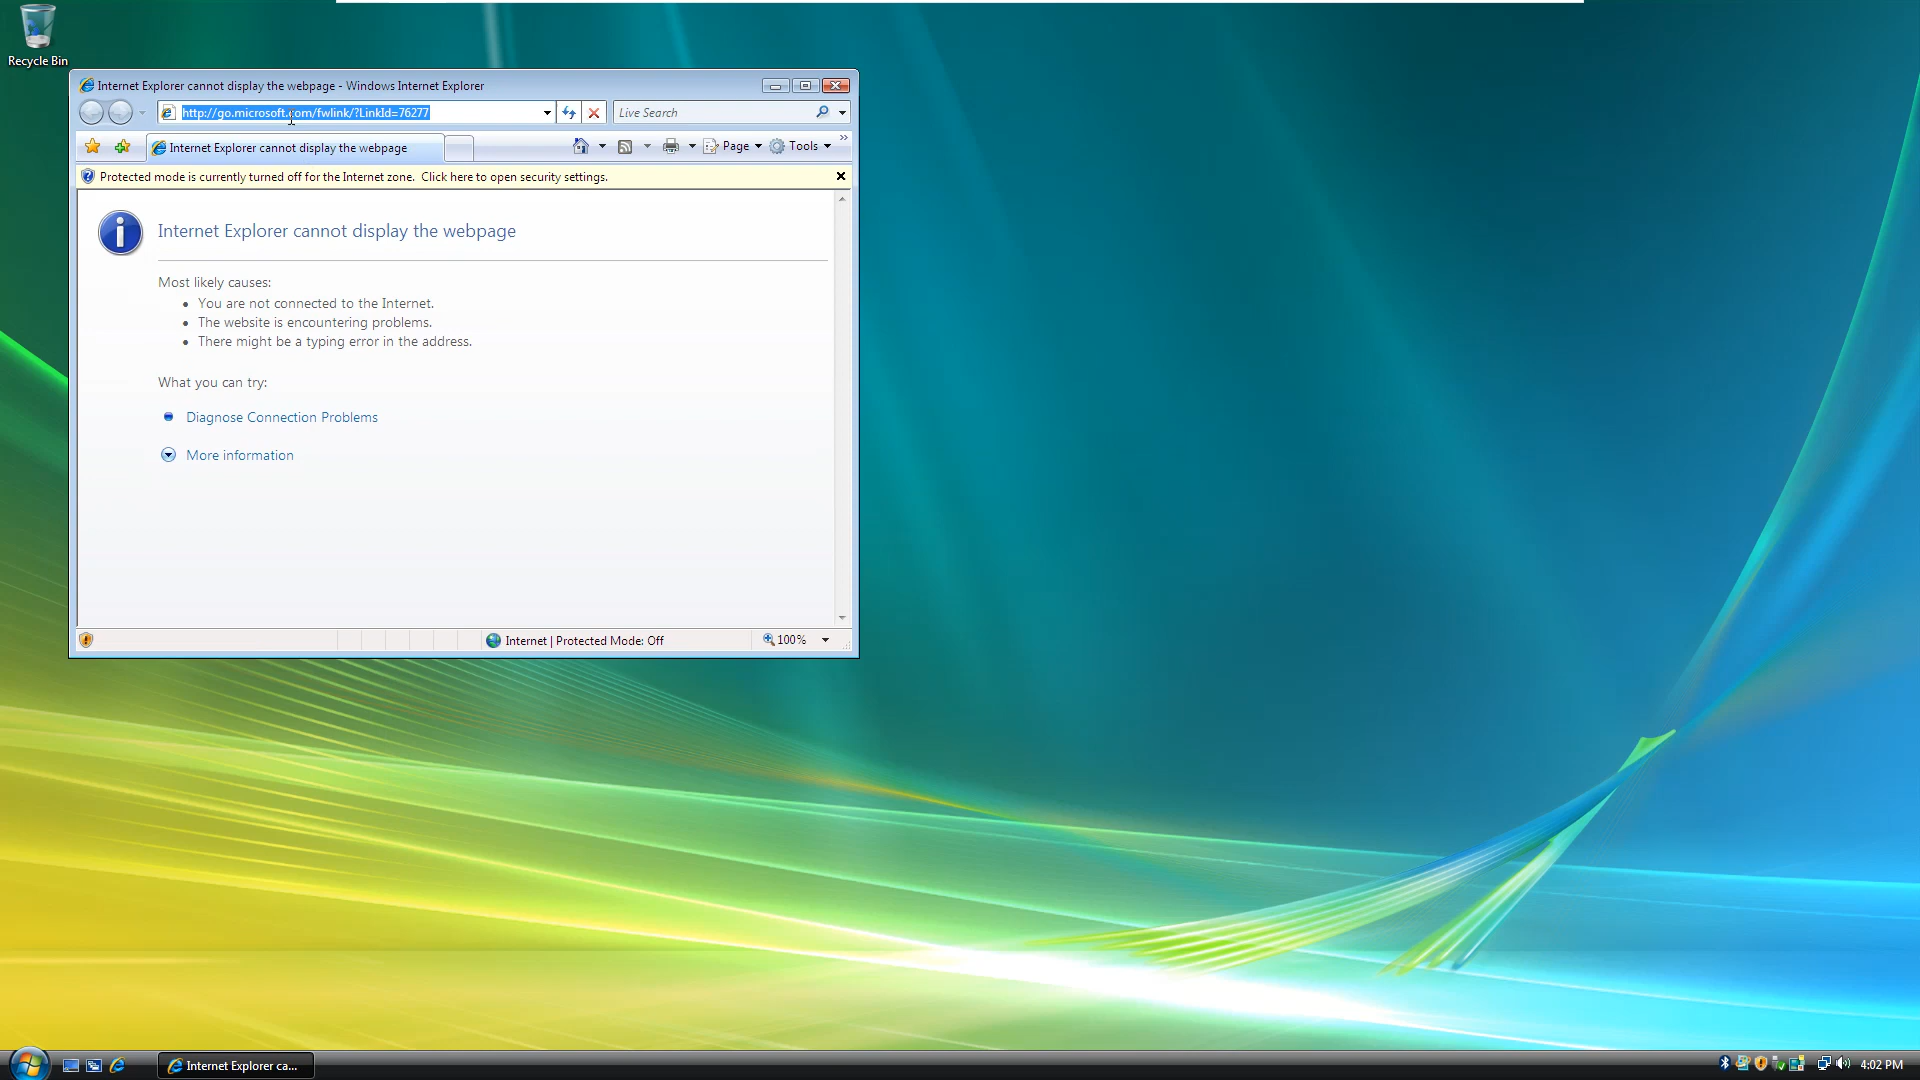 Recycle Bin
Internet Explorer cannot display the webpage - Windows Internet Explorer
http://go.microsoft.com/fwlink/?LinkId=76277
Live Search
Internet Explorer cannot display the webpage
Page
Tools
Protected mode is currently turned off for the Internet zone. Click here to open security settings.
Internet Explorer cannot display the webpage
Most likely causes:
You are not connected to the Internet.
The website is encountering problems.
There might be a typing error in the address.
What you can try:
Diagnose Connection Problems
More information
Internet | Protected Mode: Off
100%
Internet Explorer ca...
4:02 PM